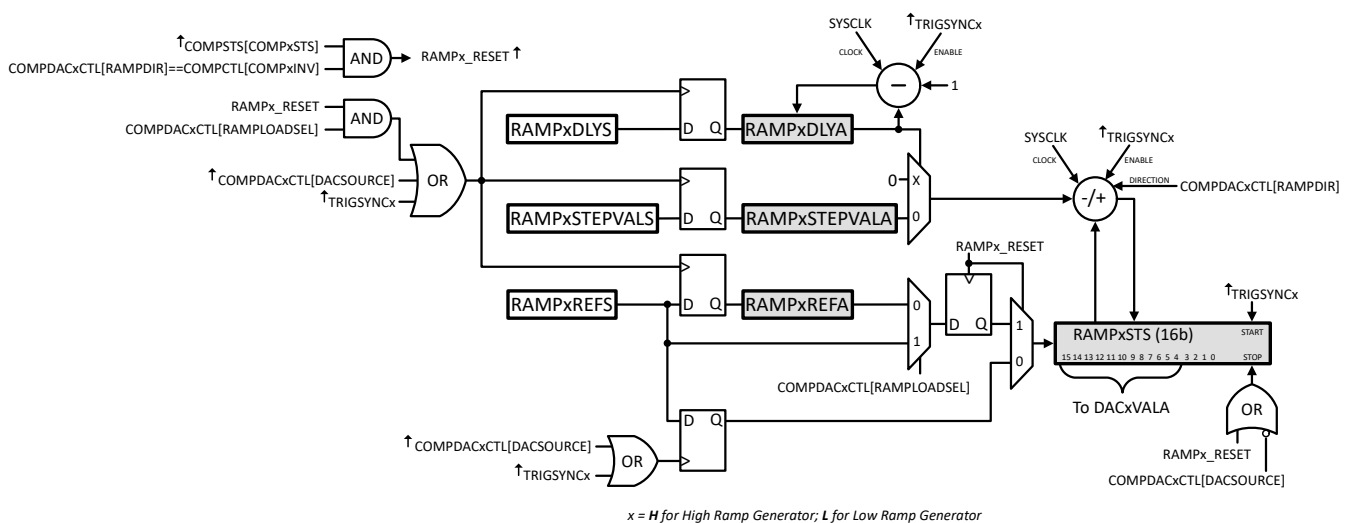 ↑COMPSTS[COMPxSTS]
COMPDACxCTL[RAMPDIR]==COMPCTL[COMPxINV]
AND
RAMPx_RESET ↑
RAMPx_RESET
COMPDACxCTL[RAMPLOADSEL]
AND
↑COMPDACxCTL[DACSOURCE]
↑TRIGSYNCx
OR
SYSCLK
↑TRIGSYNCx
CLOCK
ENABLE
−
1
RAMPxDLYS
D Q
RAMPxDLYA
RAMPxSTEPVALS
D Q
RAMPxSTEPVALA
0
X
0
SYSCLK
↑TRIGSYNCx
CLOCK
ENABLE
DIRECTION
COMPDACxCTL[RAMPDIR]
-/+
RAMPxREFS
D Q
RAMPxREFA
0
1
COMPDACxCTL[RAMPLOADSEL]
RAMPx_RESET
D Q
1
0
↑TRIGSYNCx
RAMPxSTS (16b)
START
15 14 13 12 11 10 9 8 7 6 5 4 3 2 1 0
STOP
To DACxVALA
OR
RAMPx_RESET
COMPDACxCTL[DACSOURCE]
↑COMPDACxCTL[DACSOURCE]
↑TRIGSYNCx
OR
D Q
x = H for High Ramp Generator; L for Low Ramp Generator